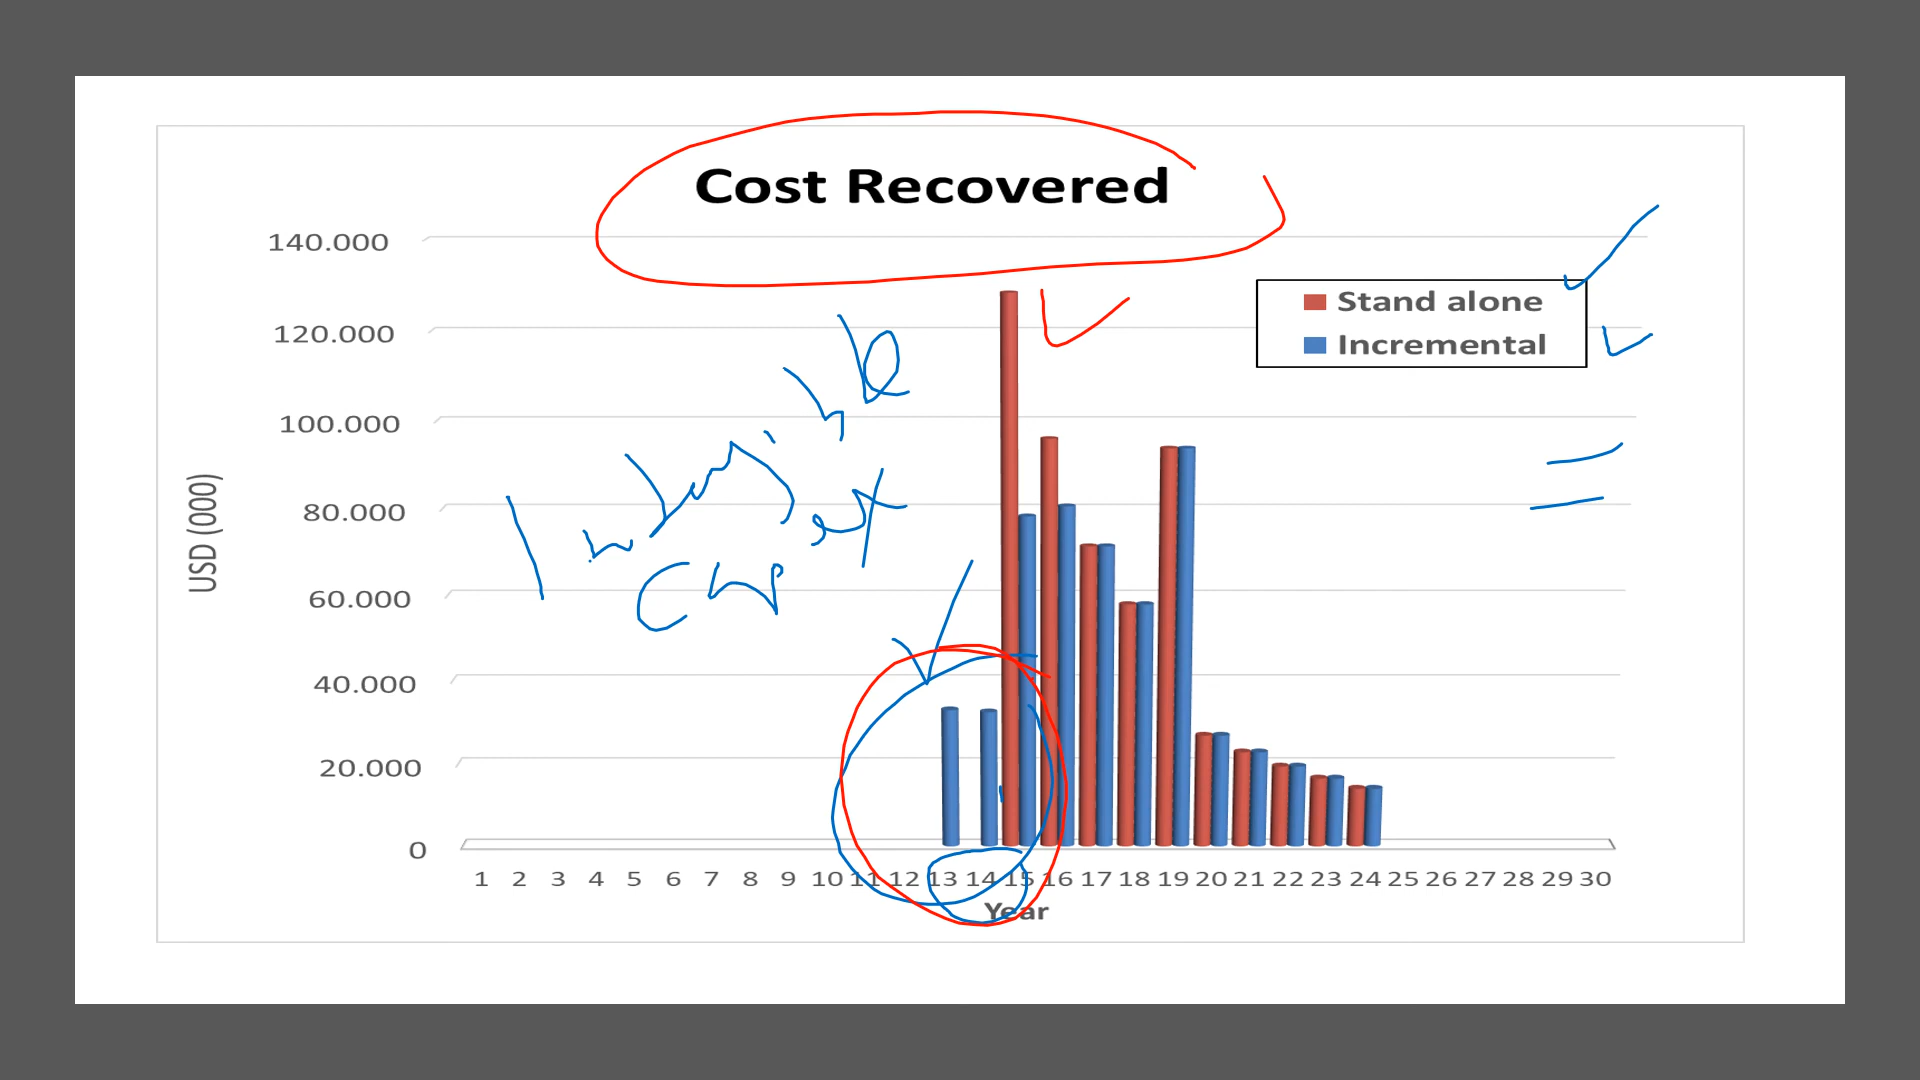 Cost Recovered
140.000
120.000
100.000
80.000
60.000
40.000
20.000
0
USD (000)
Stand alone
Incremental
Intangible
Capex
1 2 3 4 5 6 7 8 9 10 11 12 13 14 15 16 17 18 19 20 21 22 23 24 25 26 27 28 29 30
Year